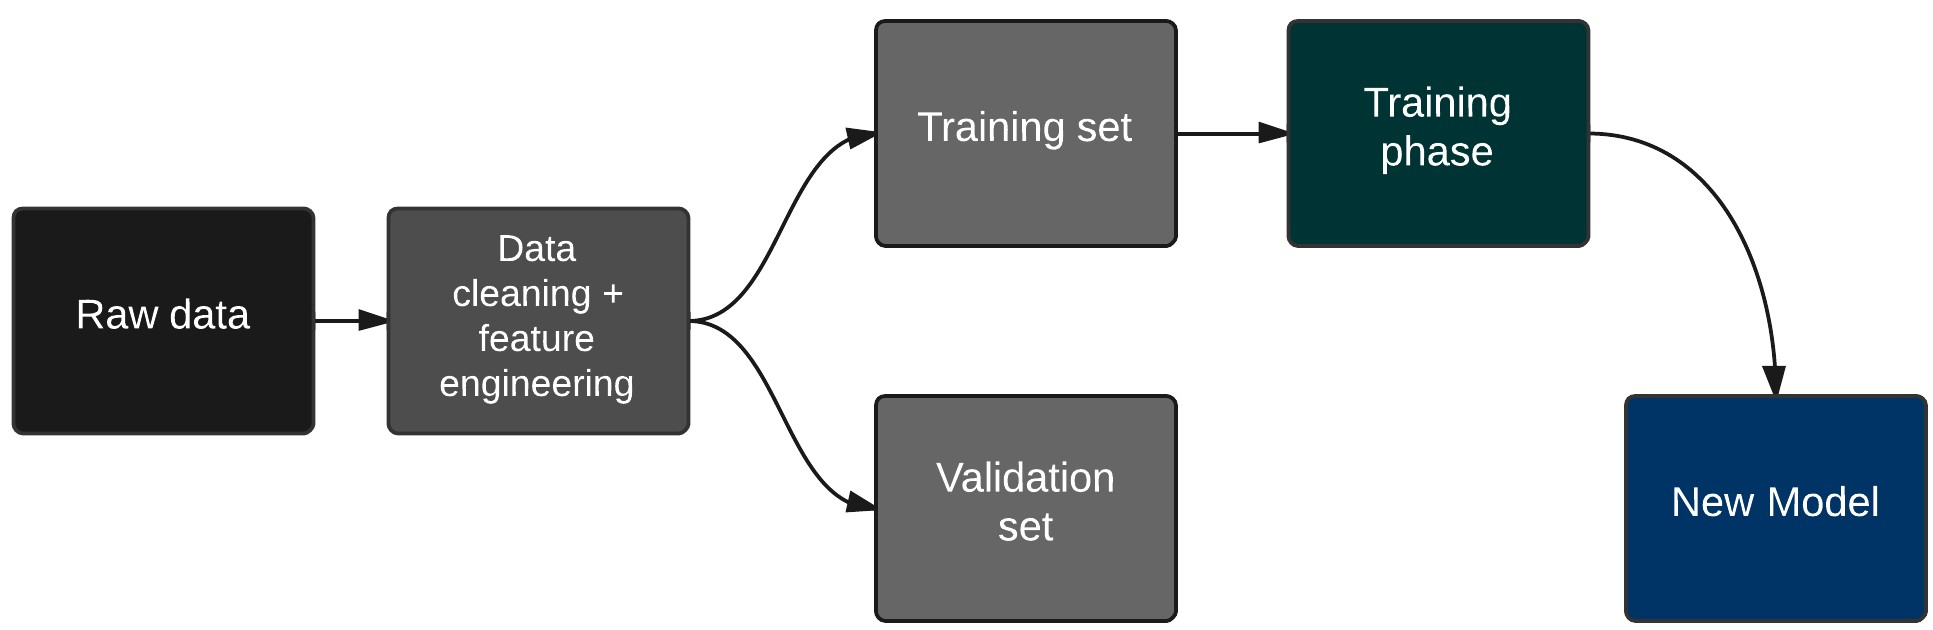 Raw data
Data
cleaning +
feature
engineering
Training set
Training
phase
Validation
set
New Model